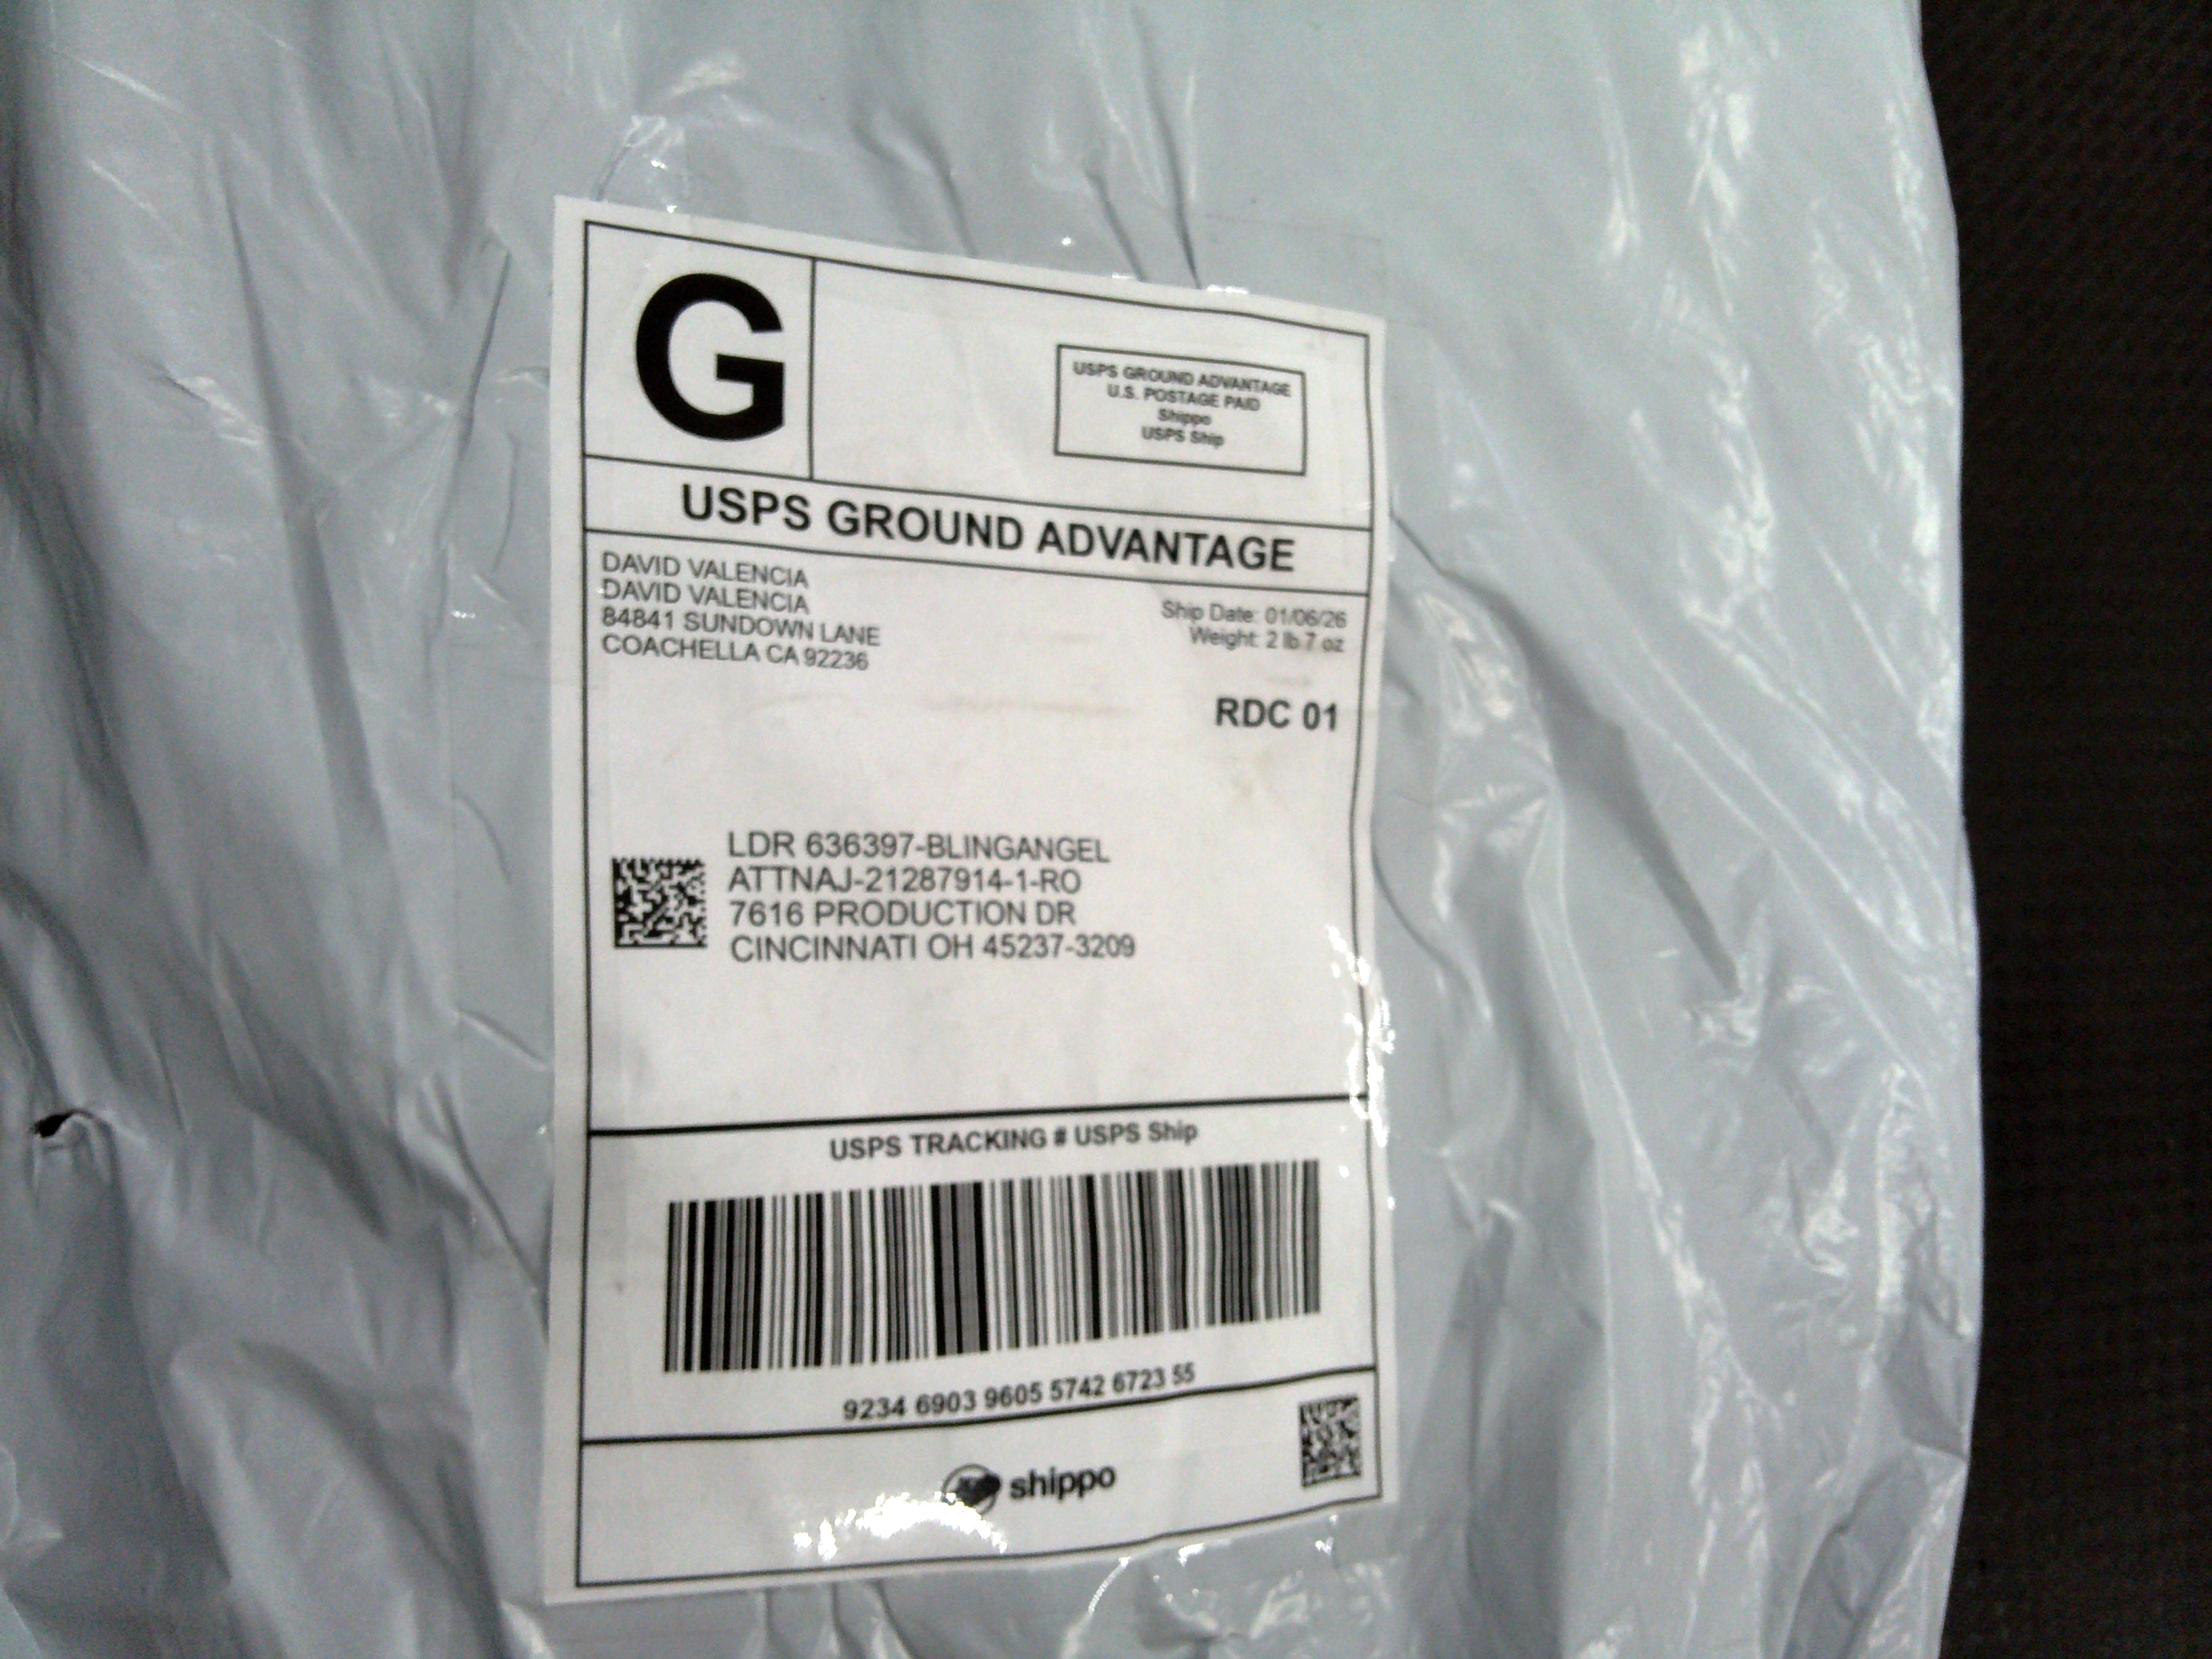 G
USPS GROUND ADVANTAGE
U.S. POSTAGE PAID
Shippo
USPS Ship
USPS GROUND ADVANTAGE
DAVID VALENCIA
DAVID VALENCIA
84841 SUNDOWN LANE
COACHELLA CA 92236
Ship Date: 01/06/26
Weight: 2 lb 7 oz
RDC 01
LDR 636397-BLINGANGEL
ATTNAJ-21287914-1-RO
7616 PRODUCTION DR
CINCINNATI OH 45237-3209
USPS TRACKING # USPS Ship
9234 6903 9605 5742 6723 55
shippo